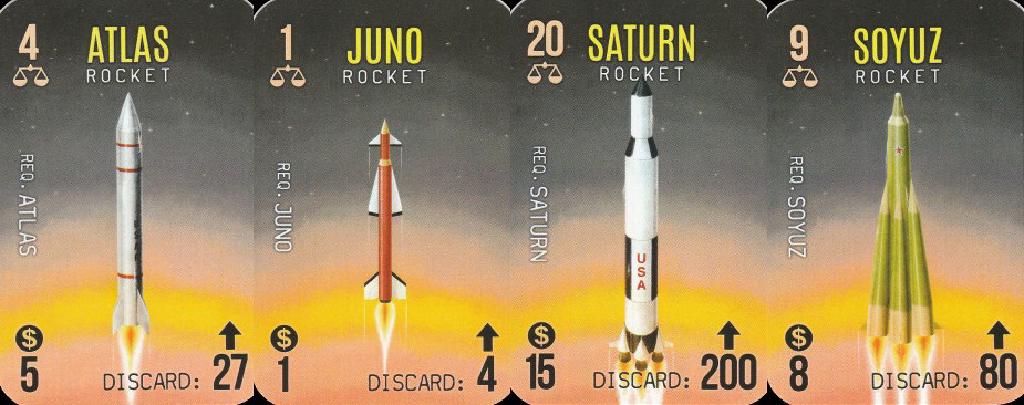 4
ATLAS
ROCKET
REQ. ATLAS
$
5
DISCARD: 27
1
JUNO
ROCKET
REQ. JUNO
$
1
DISCARD: 4
20
SATURN
ROCKET
REQ. SATURN
USA
$
15
DISCARD: 200
9
SOYUZ
ROCKET
REQ. SOYUZ
$
8
DISCARD: 80